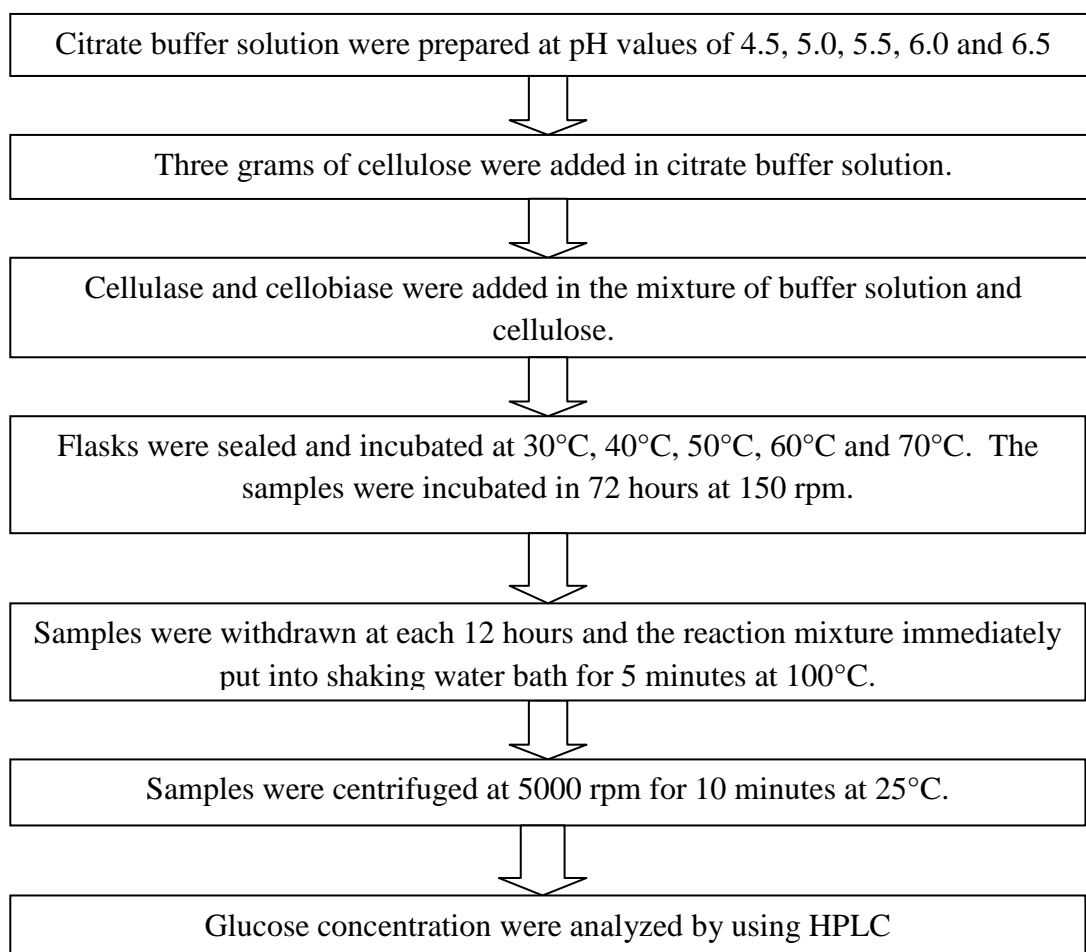 Citrate buffer solution were prepared at pH values of 4.5, 5.0, 5.5, 6.0 and 6.5
Three grams of cellulose were added in citrate buffer solution.
Cellulase and cellobiase were added in the mixture of buffer solution and
cellulose.
Flasks were sealed and incubated at 30°C, 40°C, 50°C, 60°C and 70°C.  The
samples were incubated in 72 hours at 150 rpm.
Samples were withdrawn at each 12 hours and the reaction mixture immediately
put into shaking water bath for 5 minutes at 100°C.
Samples were centrifuged at 5000 rpm for 10 minutes at 25°C.
Glucose concentration were analyzed by using HPLC